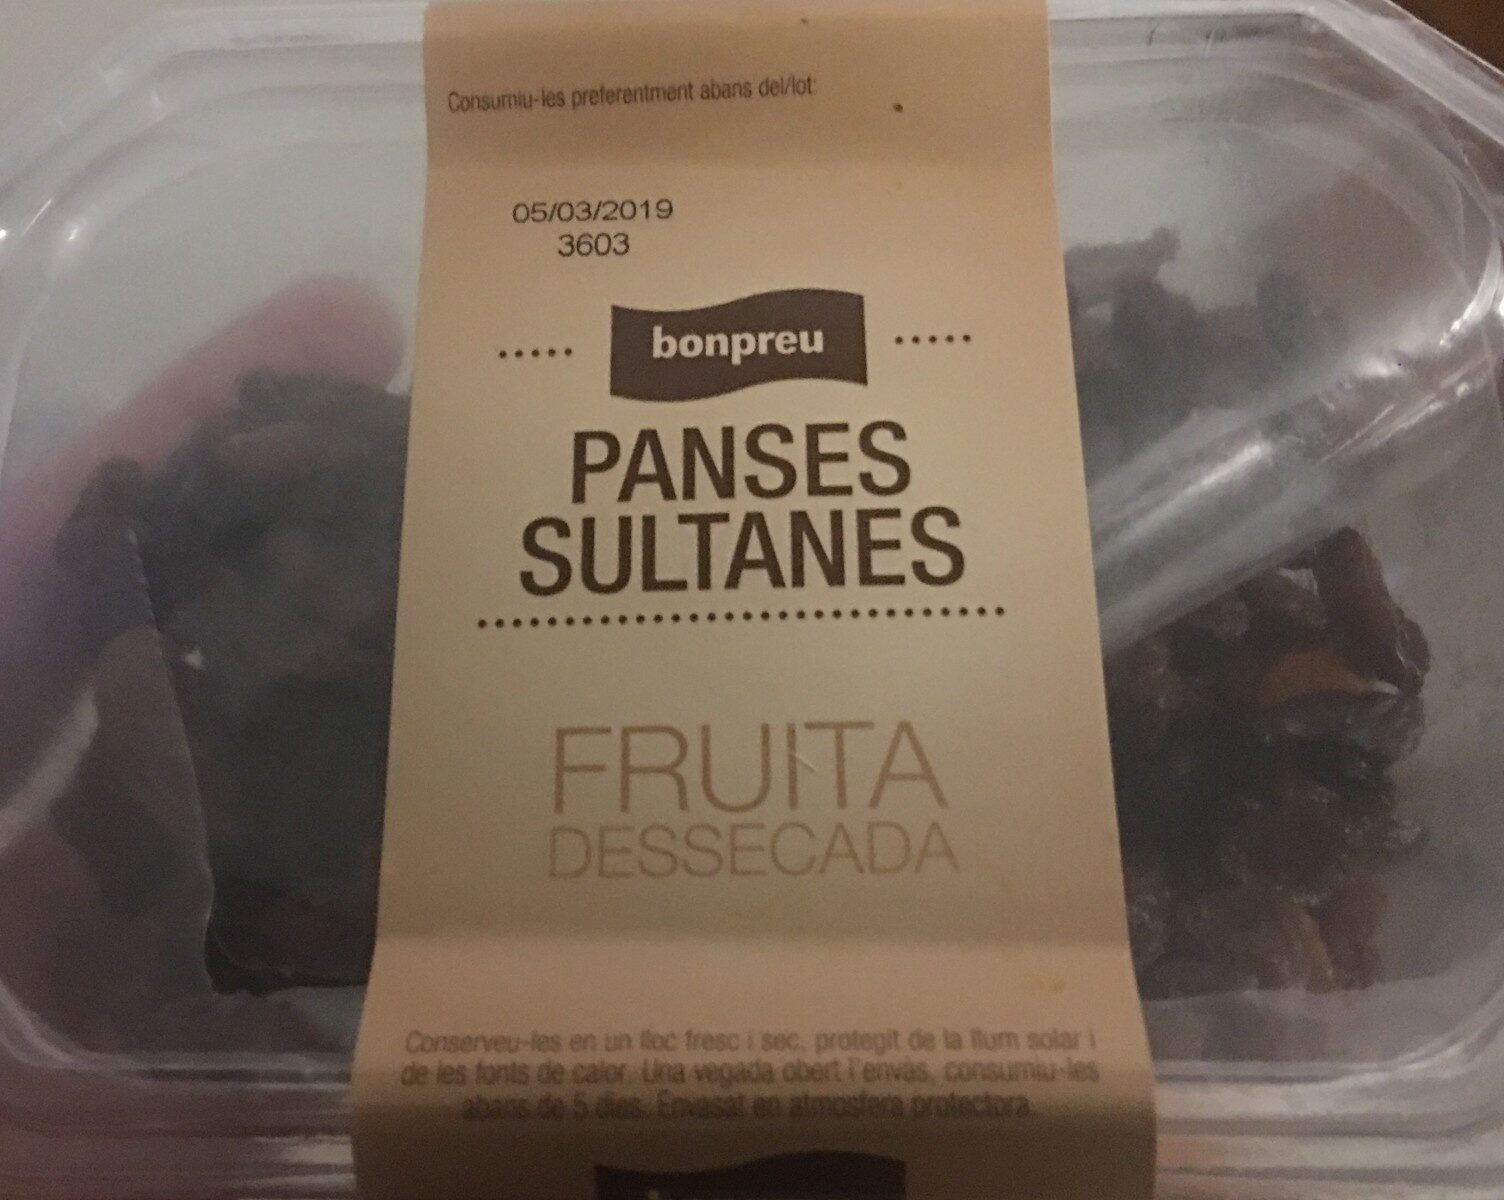 Consumiu-les preferentment abans del/lot:
05/03/2019
3603
bonpreu
PANSES
SULTANES
FRUITA
DESSECADA
Conserveu-les en un lloc fresc i sec, protegit de la llum solar i
de les fonts de calor. Una vegada obert l'envàs, consumiu-les
abans de 5 dies. Envasat en atmosfera protectora.